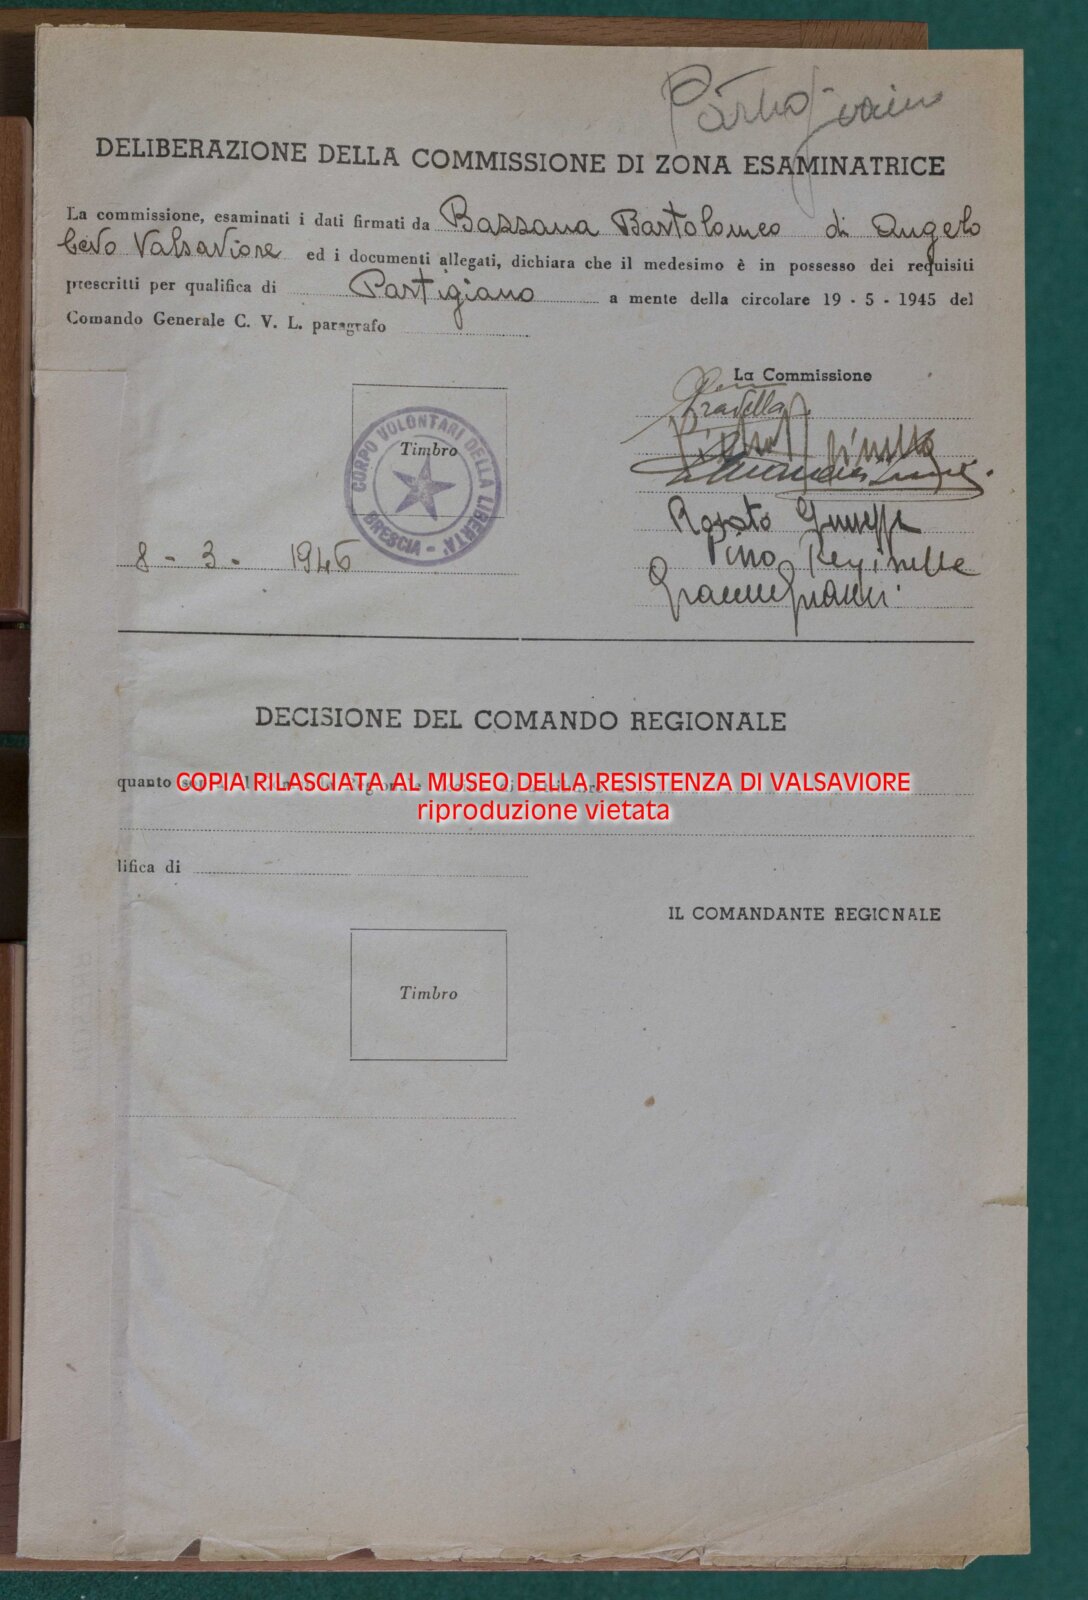 DELIBERAZIONE DELLA COMMISSIONE DI ZONA ESAMINATRICE
La commissione, esaminati i dati firmati da Bazzana Bartolomeo di Angelo
Cevo Valsaviore ed i documenti allegati, dichiara che il medesimo è in possesso dei requisiti
prescritti per qualifica di Partigiano a mente della circolare 19 - 5 - 1945 del
Comando Generale C. V. L. paragrafo
La Commissione
Timbro
CORPO VOLONTARI DELLA LIBERTA' - BRESCIA -
Rosato Giuseppe
Pino
8 - 3 - 1946
DECISIONE DEL COMANDO REGIONALE
quanto
COPIA RILASCIATA AL MUSEO DELLA RESISTENZA DI VALSAVIORE
riproduzione vietata
lifica di
IL COMANDANTE REGIONALE
Timbro